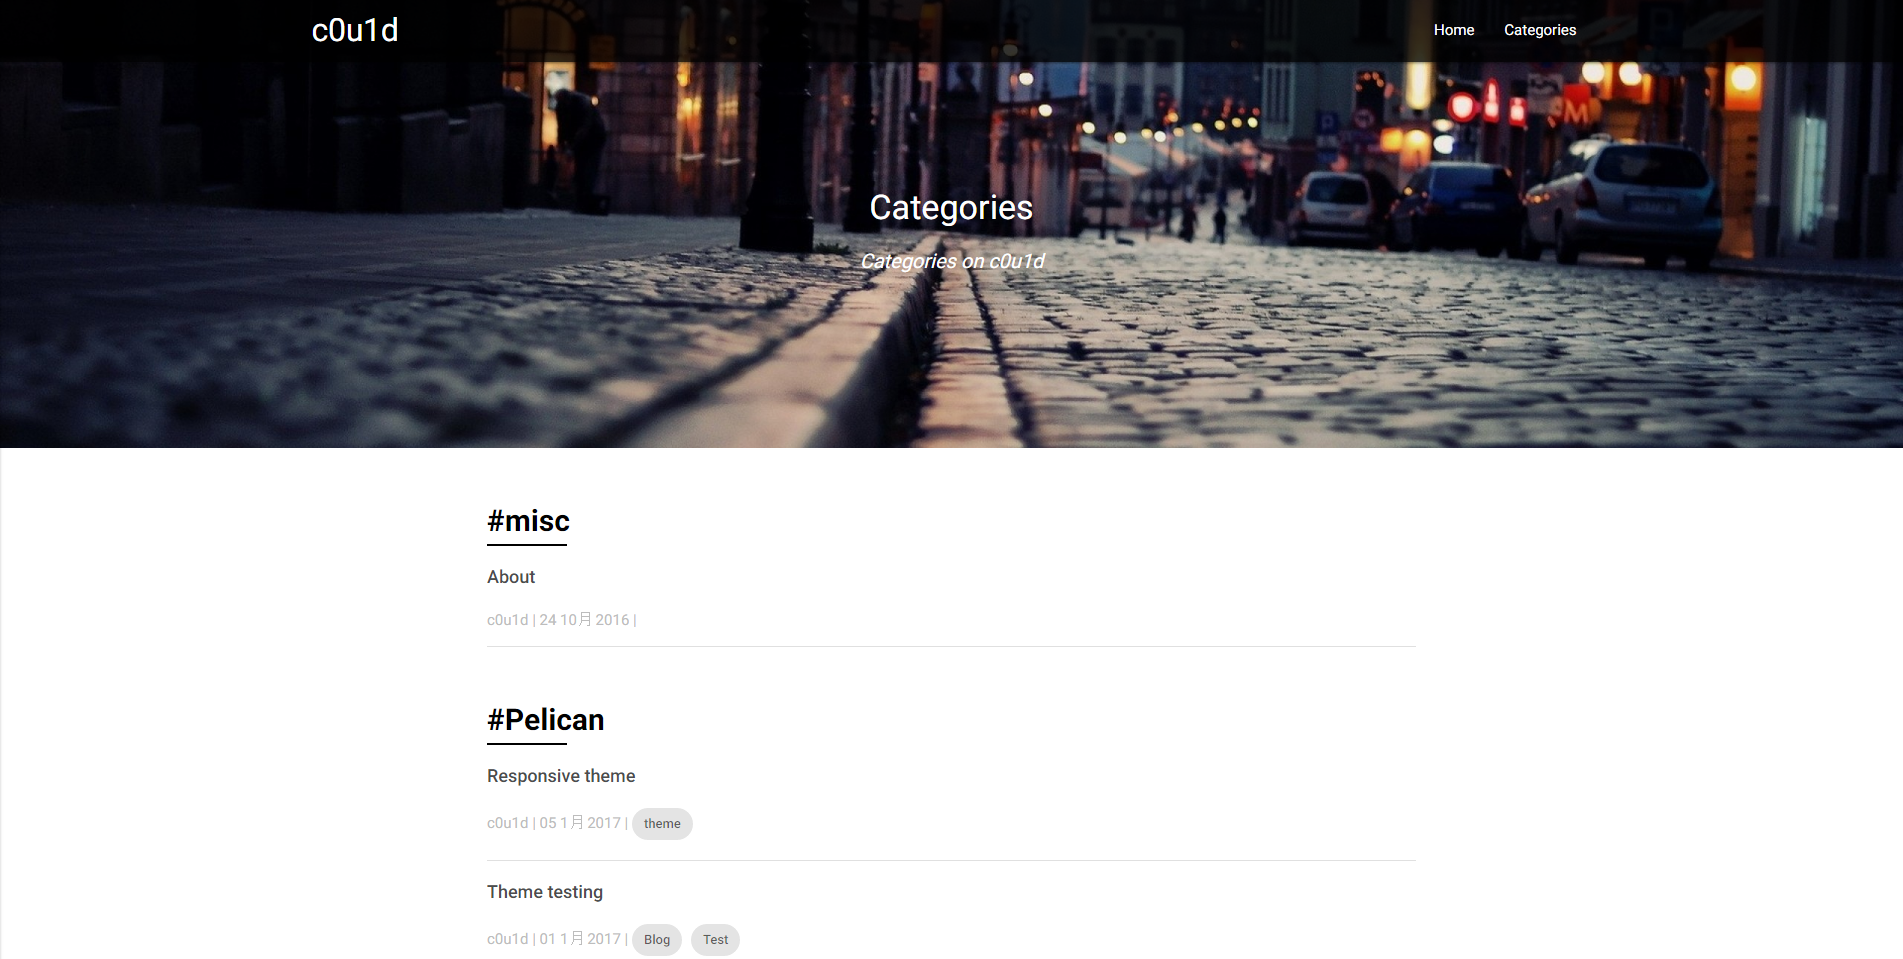 c0u1d
Home Categories
Categories
Categories on c0u1d
#misc
About
c0u1d | 24 10月 2016 |
#Pelican
Responsive theme
c0u1d | 05 1月 2017 | theme
Theme testing
c0u1d | 01 1月 2017 | Blog Test